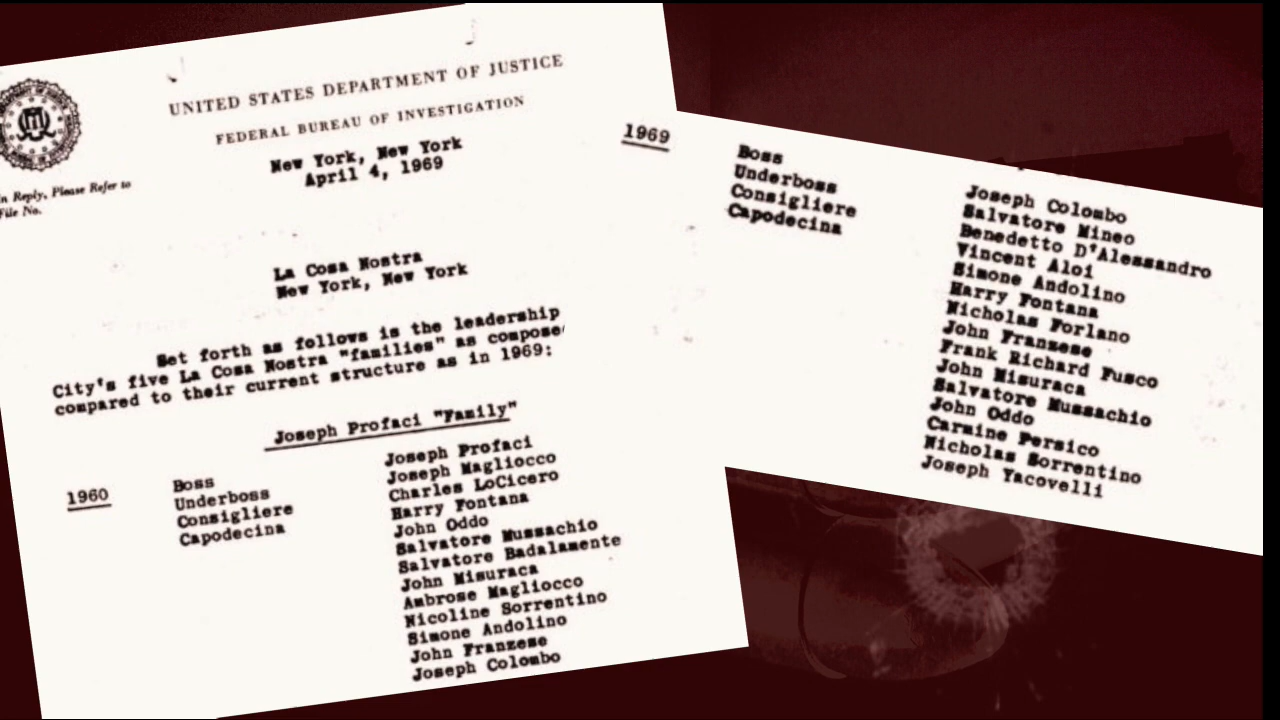 UNITED STATES DEPARTMENT OF JUSTICE
FEDERAL BUREAU OF INVESTIGATION
New York, New York
April 4, 1969
In Reply, Please Refer to
File No.
La Cosa Nostra
New York, New York
Set forth as follows is the leadership
City's five La Cosa Nostra "families" as compose
compared to their current structure as in 1969:
Joseph Profaci "Family"
1960
Boss
Underboss
Consigliere
Capodecina
Joseph Profaci
Joseph Magliocco
Charles LoCicero
Harry Fontana
John Oddo
Salvatore Mussachio
Salvatore Badalamente
John Misuraca
Ambrose Magliocco
Nicoline Sorrentino
Simone Andolino
John Franzese
Joseph Colombo
1969
Boss
Underboss
Consigliere
Capodecina
Joseph Colombo
Salvatore Mineo
Benedetto D'Alessandro
Vincent Aloi
Simone Andolino
Harry Fontana
Nicholas Forlano
John Franzese
Frank Richard Fusco
John Misuraca
Salvatore Mussachio
John Oddo
Carmine Persico
Nicholas Sorrentino
Joseph Yacovelli